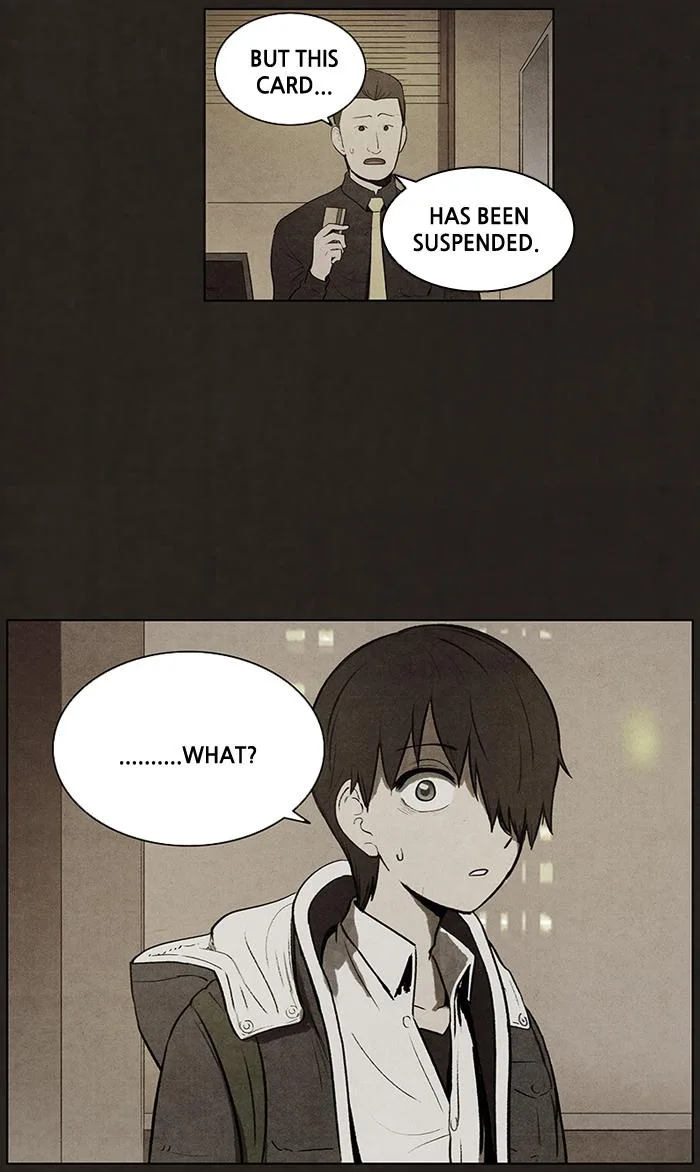 BUT THIS
CARD...
HAS BEEN
SUSPENDED.
..........WHAT?